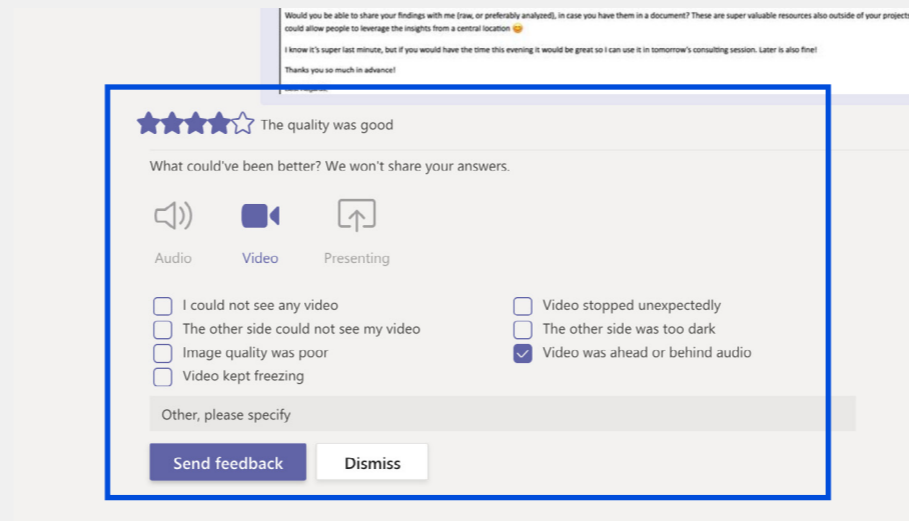 Would you be able to share your findings with me (raw, or preferably analyzed), in case you have them in a document? These are super valuable resources also outside of your projects
could allow people to leverage the insights from a central location 😊
I know it's super last minute, but if you would have the time this evening it would be great so I can use it in tomorrow's consulting session. Later is also fine!
Thanks you so much in advance!
The quality was good
What could've been better? We won't share your answers.
Audio Video Presenting
I could not see any video
The other side could not see my video
Image quality was poor
Video kept freezing
Video stopped unexpectedly
The other side was too dark
Video was ahead or behind audio
Other, please specify
Send feedback Dismiss